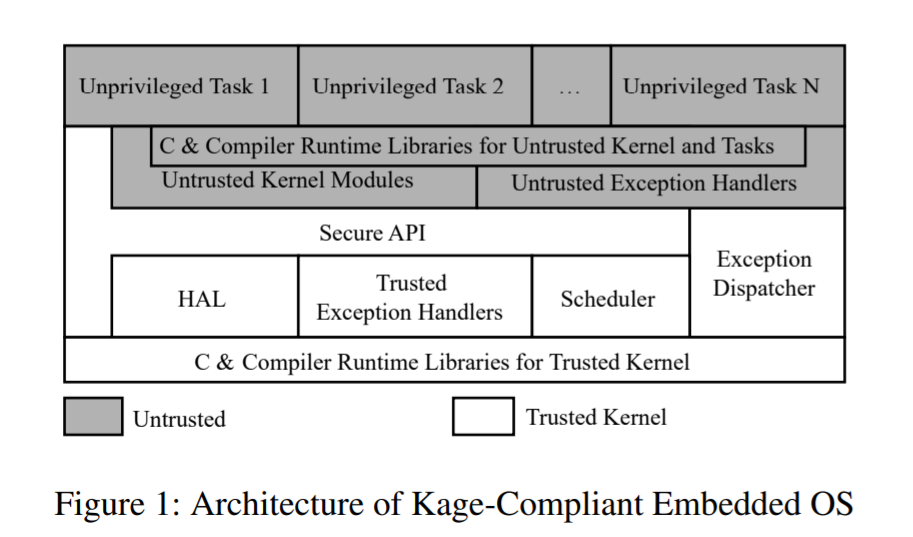 Unprivileged Task 1
Unprivileged Task 2
...
Unprivileged Task N
C & Compiler Runtime Libraries for Untrusted Kernel and Tasks
Untrusted Kernel Modules
Untrusted Exception Handlers
Secure API
Exception
Dispatcher
HAL
Trusted
Exception Handlers
Scheduler
C & Compiler Runtime Libraries for Trusted Kernel
Untrusted
Trusted Kernel
Figure 1: Architecture of Kage-Compliant Embedded OS